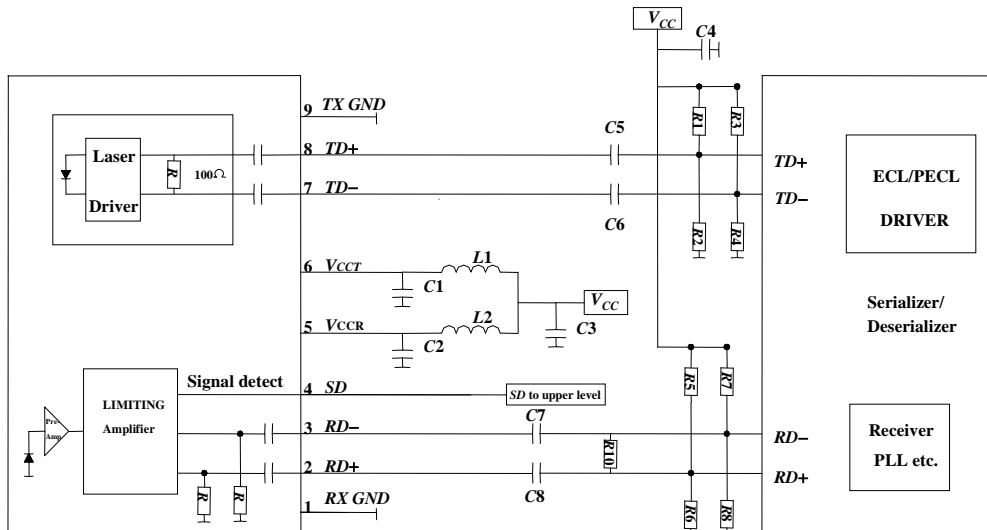 V_CC
C4
9 TX GND
R1
R3
C5
Laser
Driver
R
100Ω
8 TD+
TD+
7 TD−
TD−
C6
R2
R4
ECL/PECL
DRIVER
6 VCCT
L1
C1
V_CC
C3
5 VCCR
L2
C2
Serializer/
Deserializer
Signal detect
4 SD
SD to upper level
R5
R7
LIMITING
Amplifier
Pre-
Amp
C7
3 RD−
R10
RD−
Receiver
PLL etc.
2 RD+
RD+
C8
R
R
1 RX GND
R6
R8